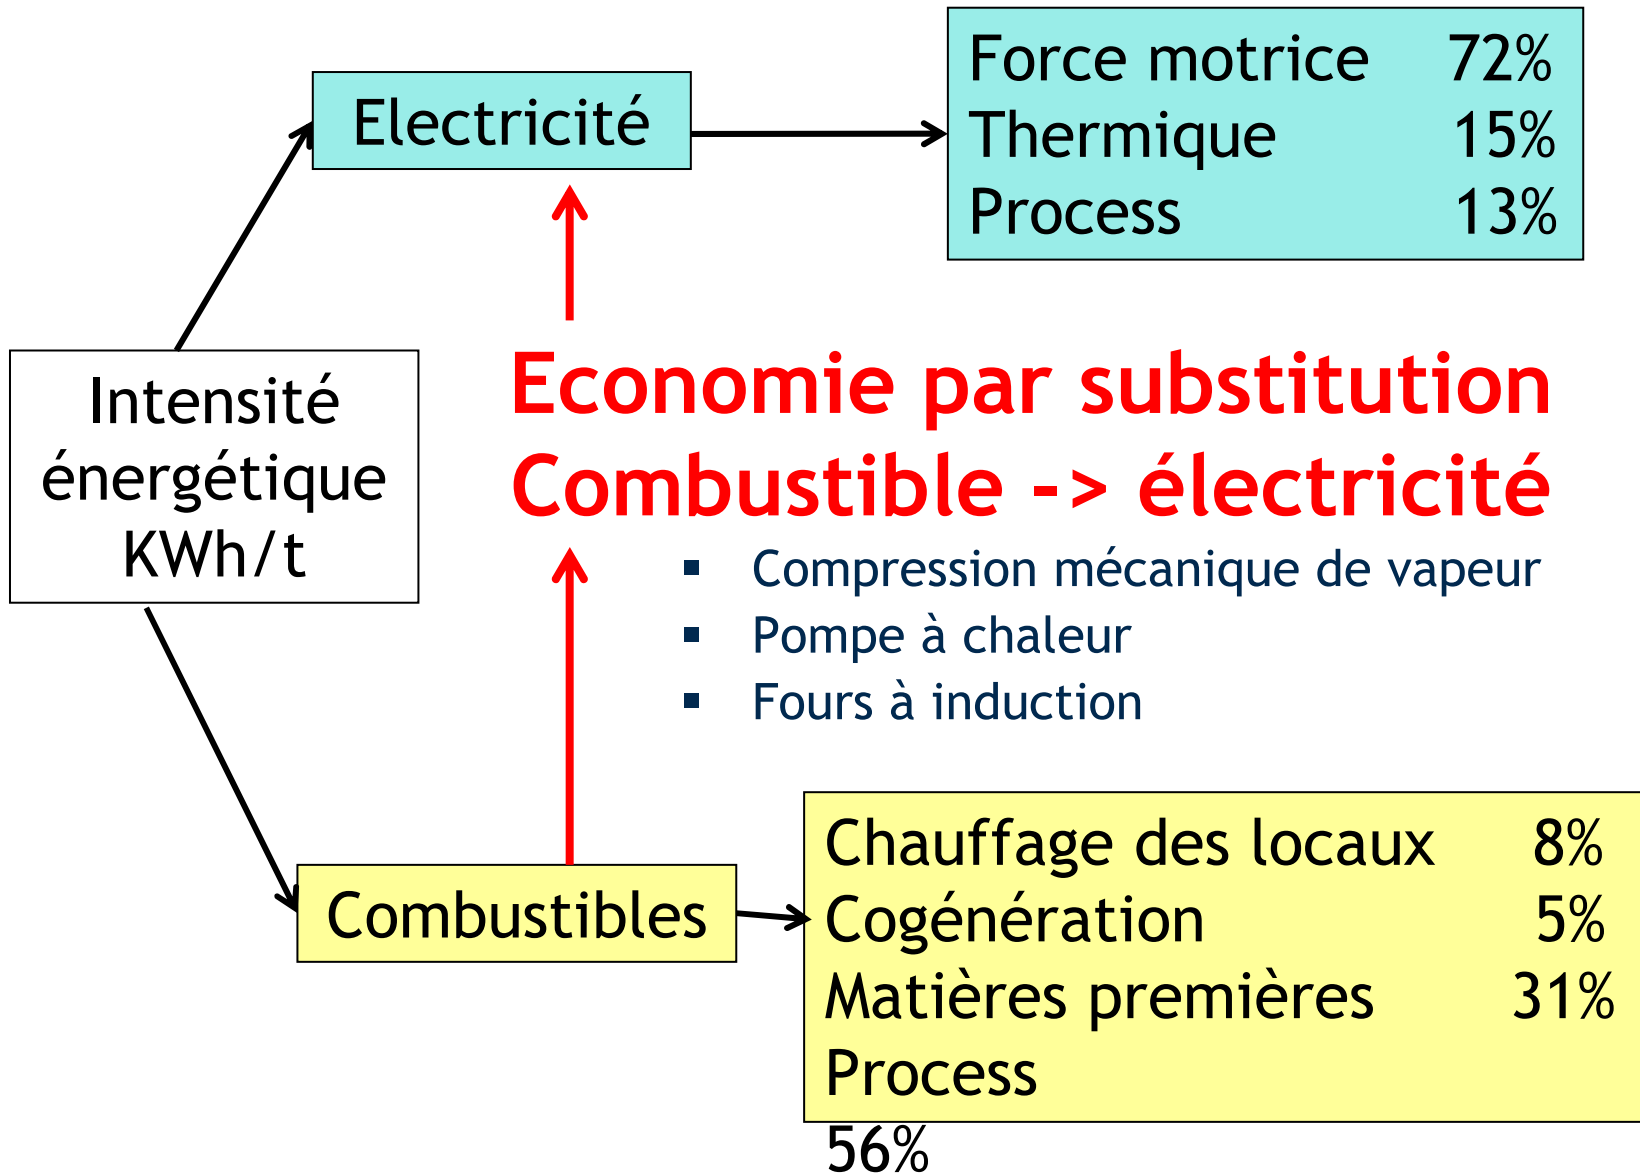 Force motrice 72%
Thermique 15%
Process 13%
Electricité
Intensité
énergétique
KWh/t
Economie par substitution
Combustible -> électricité
▪ Compression mécanique de vapeur
▪ Pompe à chaleur
▪ Fours à induction
Combustibles
Chauffage des locaux 8%
Cogénération 5%
Matières premières 31%
Process
56%